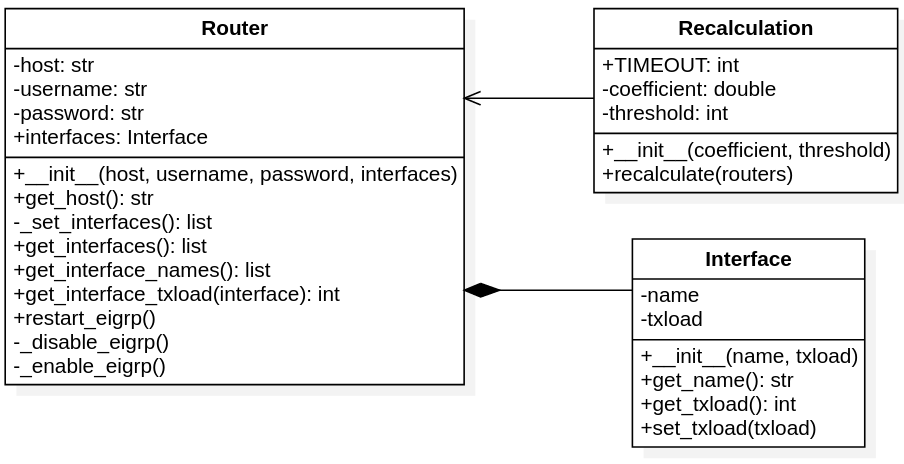 Router
-host: str
-username: str
-password: str
+interfaces: Interface
+__init__(host, username, password, interfaces)
+get_host(): str
-_set_interfaces(): list
+get_interfaces(): list
+get_interface_names(): list
+get_interface_txload(interface): int
+restart_eigrp()
-_disable_eigrp()
-_enable_eigrp()
Recalculation
+TIMEOUT: int
-coefficient: double
-threshold: int
+__init__(coefficient, threshold)
+recalculate(routers)
Interface
-name
-txload
+__init__(name, txload)
+get_name(): str
+get_txload(): int
+set_txload(txload)